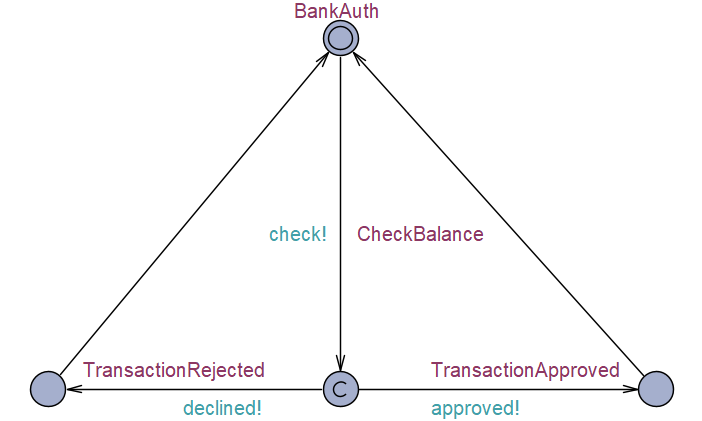 BankAuth
check!
CheckBalance
TransactionRejected
TransactionApproved
C
declined!
approved!